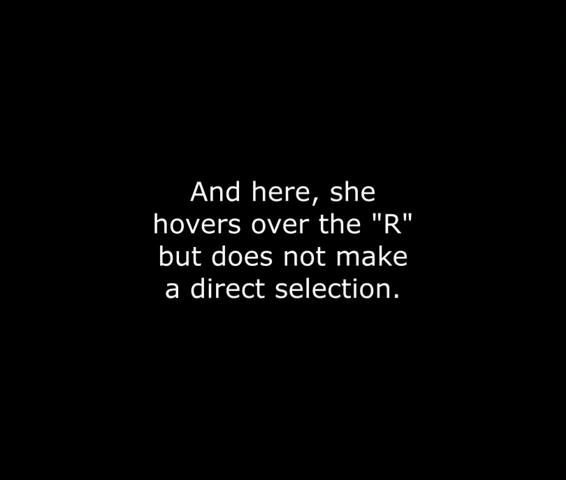 And here, she
hovers over the "R"
but does not make
a direct selection.